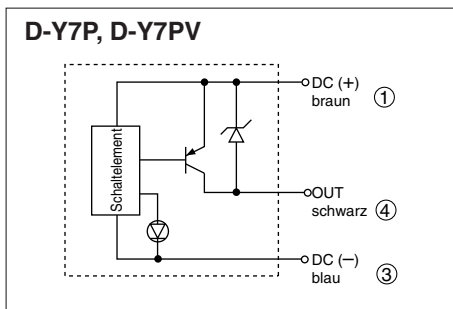 D-Y7P, D-Y7PV
DC (+)
braun ①
Schaltelement
OUT
schwarz ④
DC (−)
blau ③